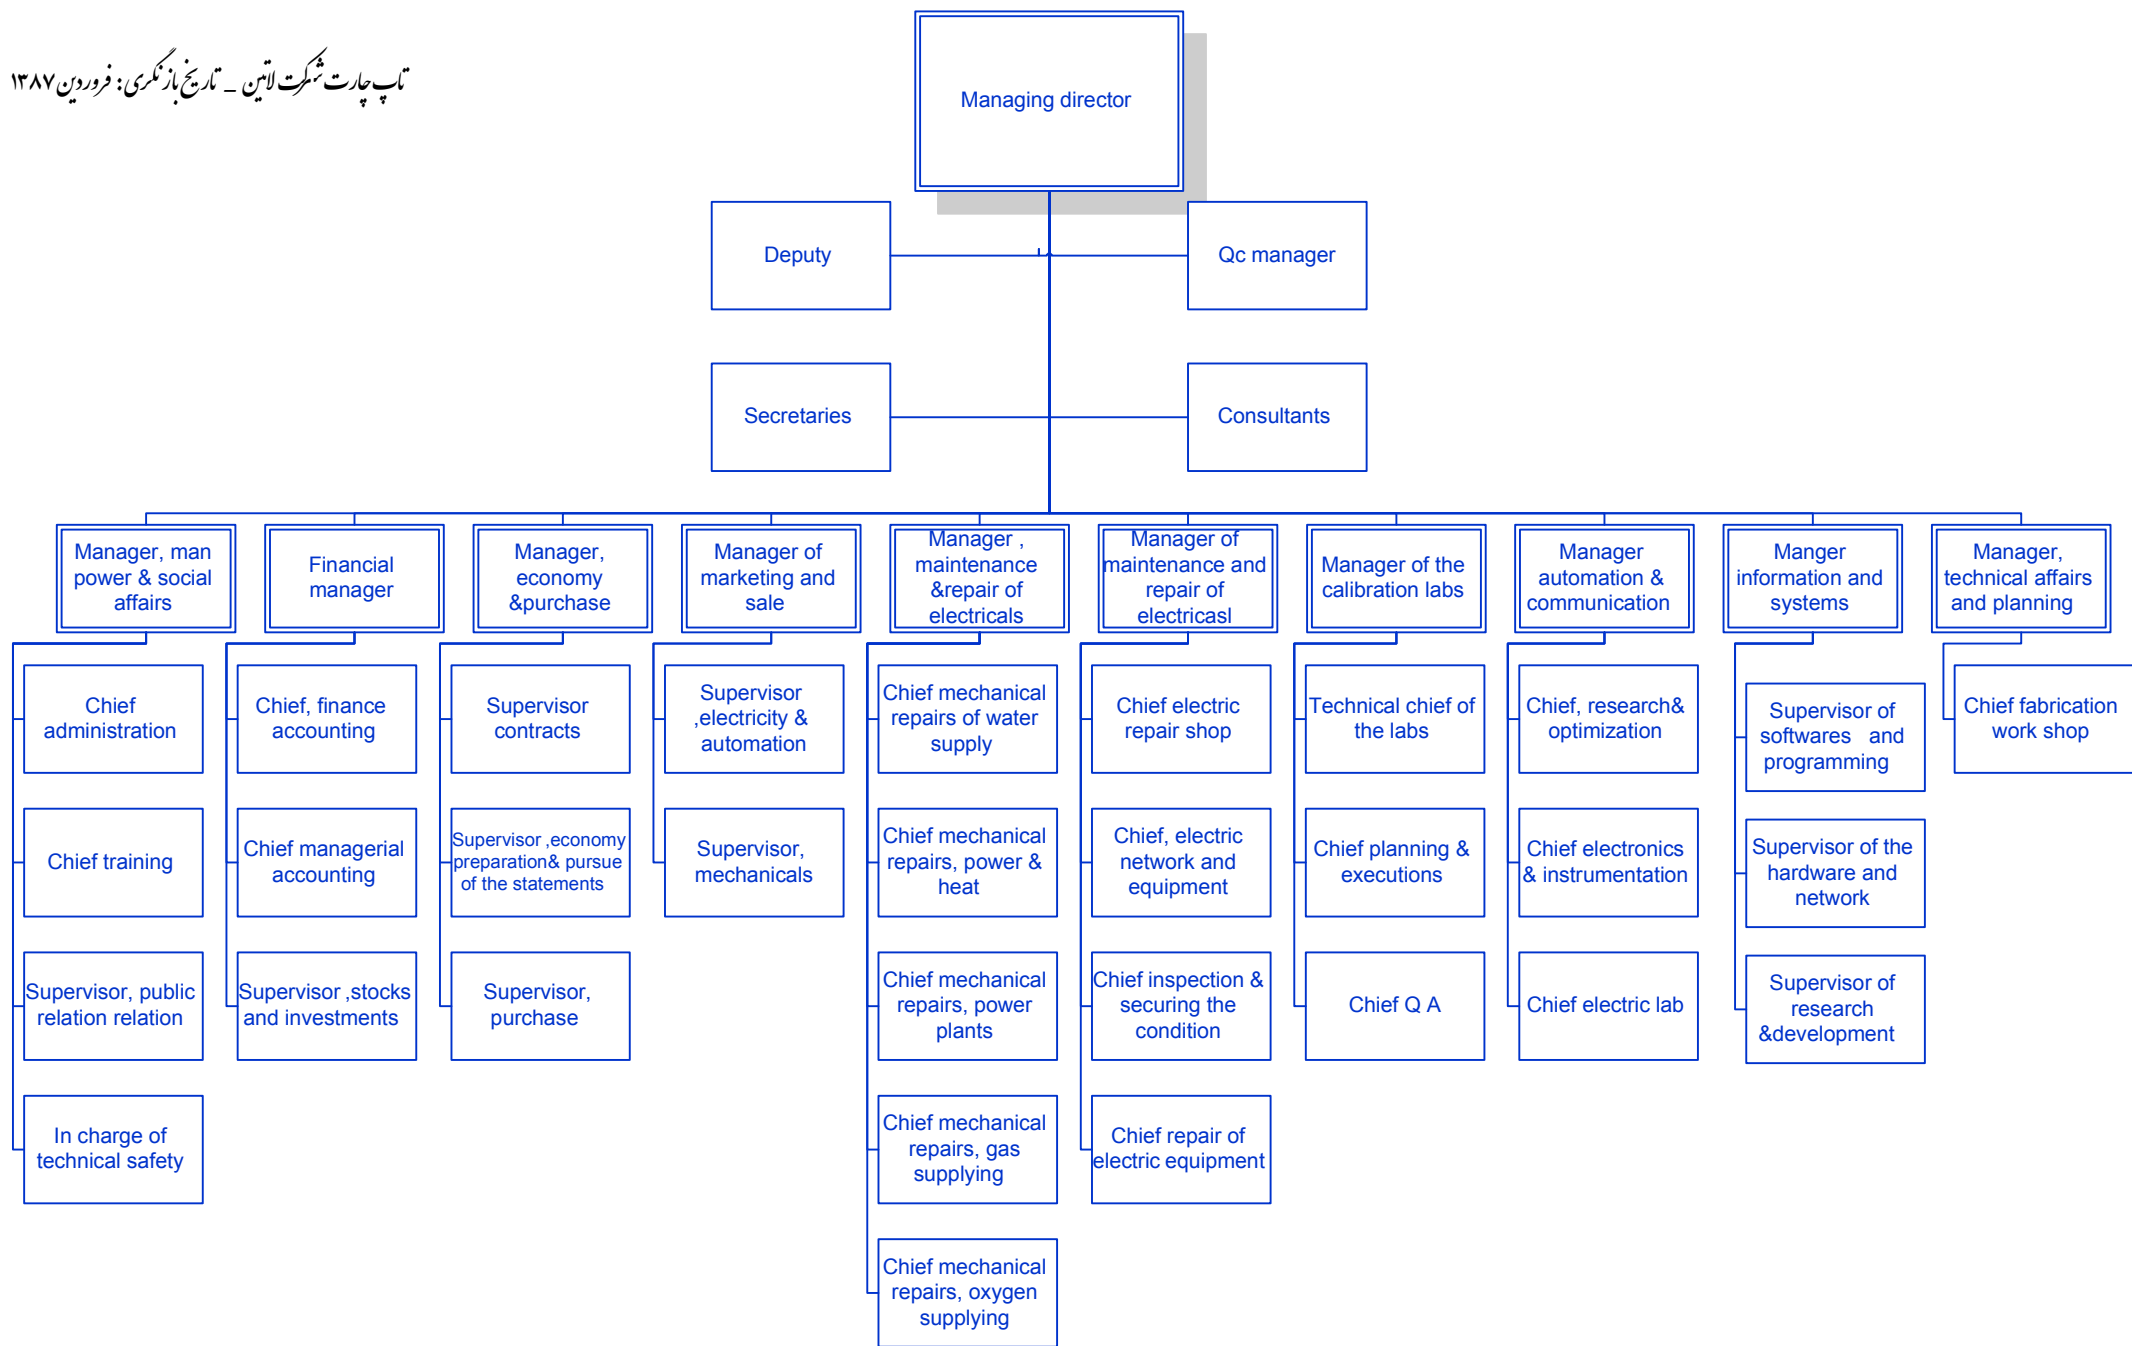 تاپ چارت شرکت لاتین _ تاریخ بازنگری: فروردین ۱۳۸۷
Managing director
Deputy
Qc manager
Secretaries
Consultants
Manager, man
power & social
affairs
Financial
manager
Manager,
economy
&purchase
Manager of
marketing and
sale
Manager ,
maintenance
&repair of
electricals
Manager of
maintenance and
repair of
electricasl
Manager of the
calibration labs
Manager
automation &
communication
Manger
information and
systems
Manager,
technical affairs
and planning
Chief
administration
Chief training
Supervisor, public
relation relation
In charge of
technical safety
Chief, finance
accounting
Chief managerial
accounting
Supervisor ,stocks
and investments
Supervisor
contracts
Supervisor ,economy
preparation& pursue
of the statements
Supervisor,
purchase
Supervisor
,electricity &
automation
Supervisor,
mechanicals
Chief mechanical
repairs of water
supply
Chief mechanical
repairs, power &
heat
Chief mechanical
repairs, power
plants
Chief mechanical
repairs, gas
supplying
Chief mechanical
repairs, oxygen
supplying
Chief electric
repair shop
Chief, electric
network and
equipment
Chief inspection &
securing the
condition
Chief repair of
electric equipment
Technical chief of
the labs
Chief planning &
executions
Chief Q A
Chief, research&
optimization
Chief electronics
& instrumentation
Chief electric lab
Supervisor of
softwares and
programming
Supervisor of the
hardware and
network
Supervisor of
research
&development
Chief fabrication
work shop